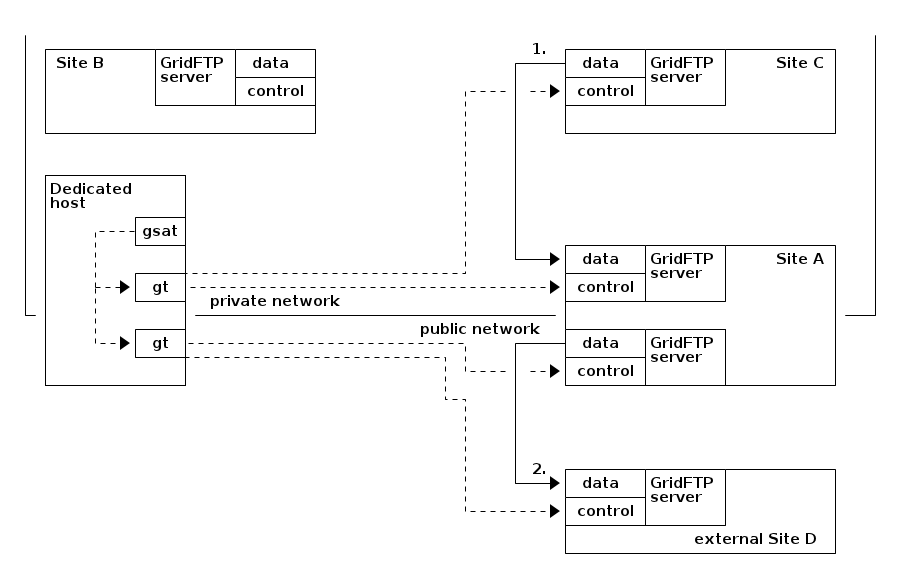 1.
Site B
GridFTP
server
data
control
data
control
GridFTP
server
Site C
Dedicated
host
gsat
gt
gt
private network
public network
data
control
GridFTP
server
Site A
data
control
GridFTP
server
2.
data
control
GridFTP
server
external Site D